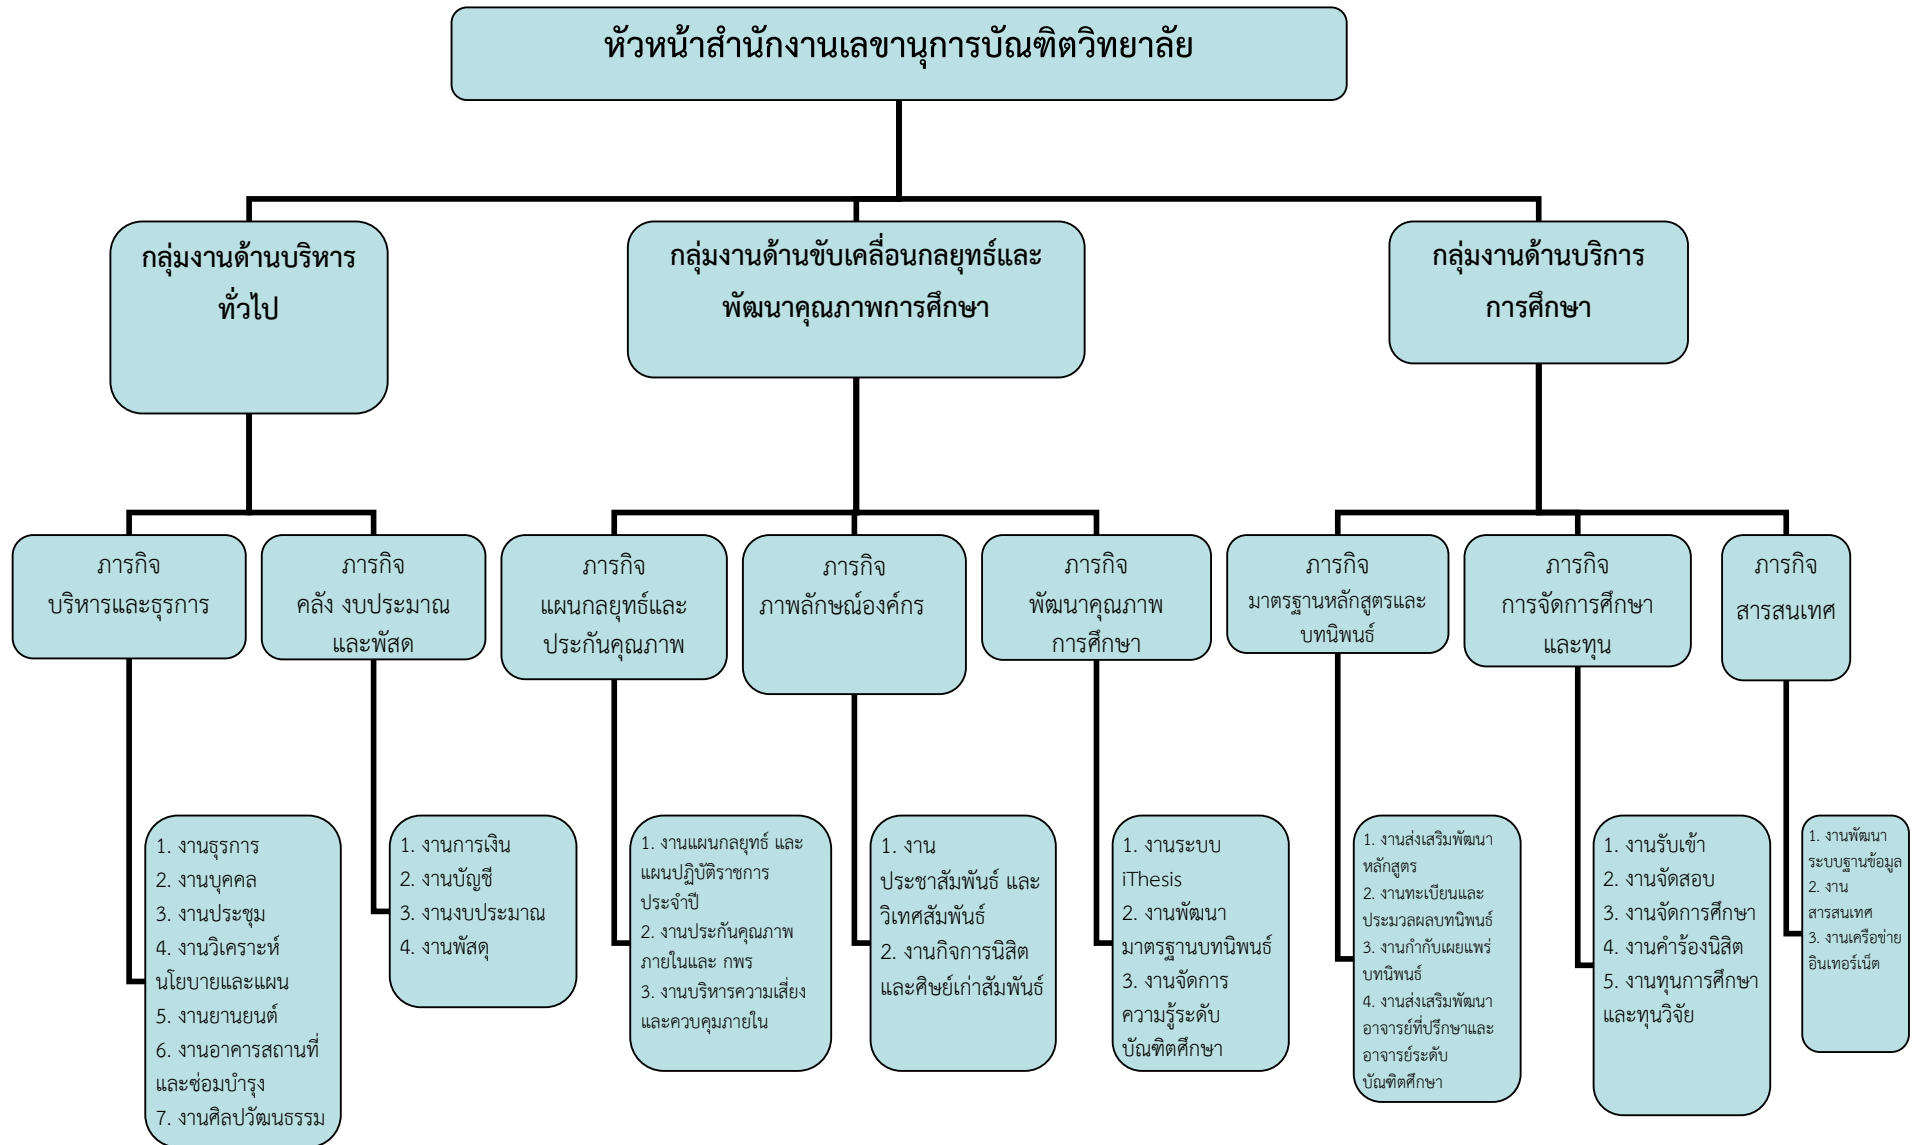 หัวหน้าสำนักงานเลขานุการบัณฑิตวิทยาลัย
กลุ่มงานด้านบริหาร
ทั่วไป
กลุ่มงานด้านขับเคลื่อนกลยุทธ์และ
พัฒนาคุณภาพการศึกษา
กลุ่มงานด้านบริการ
การศึกษา
ภารกิจ
บริหารและธุรการ
ภารกิจ
คลัง งบประมาณ
และพัสด
ภารกิจ
แผนกลยุทธ์และ
ประกันคุณภาพ
ภารกิจ
ภาพลักษณ์องค์กร
ภารกิจ
พัฒนาคุณภาพ
การศึกษา
ภารกิจ
มาตรฐานหลักสูตรและ
บทนิพนธ์
ภารกิจ
การจัดการศึกษา
และทุน
ภารกิจ
สารสนเทศ
1. งานธุรการ
2. งานบุคคล
3. งานประชุม
4. งานวิเคราะห์
นโยบายและแผน
5. งานยานยนต์
6. งานอาคารสถานที่
และซ่อมบำรุง
7. งานศิลปวัฒนธรรม
1. งานการเงิน
2. งานบัญชี
3. งานงบประมาณ
4. งานพัสดุ
1. งานแผนกลยุทธ์ และ
แผนปฏิบัติราชการ
ประจำปี
2. งานประกันคุณภาพ
ภายในและ กพร
3. งานบริหารความเสี่ยง
และควบคุมภายใน
1. งาน
ประชาสัมพันธ์ และ
วิเทศสัมพันธ์
2. งานกิจการนิสิต
และศิษย์เก่าสัมพันธ์
1. งานระบบ
iThesis
2. งานพัฒนา
มาตรฐานบทนิพนธ์
3. งานจัดการ
ความรู้ระดับ
บัณฑิตศึกษา
1. งานส่งเสริมพัฒนา
หลักสูตร
2. งานทะเบียนและ
ประมวลผลบทนิพนธ์
3. งานกำกับเผยแพร่
บทนิพนธ์
4. งานส่งเสริมพัฒนา
อาจารย์ที่ปรึกษาและ
อาจารย์ระดับ
บัณฑิตศึกษา
1. งานรับเข้า
2. งานจัดสอบ
3. งานจัดการศึกษา
4. งานคำร้องนิสิต
5. งานทุนการศึกษา
และทุนวิจัย
1. งานพัฒนา
ระบบฐานข้อมูล
2. งาน
สารสนเทศ
3. งานเครือข่าย
อินเทอร์เน็ต